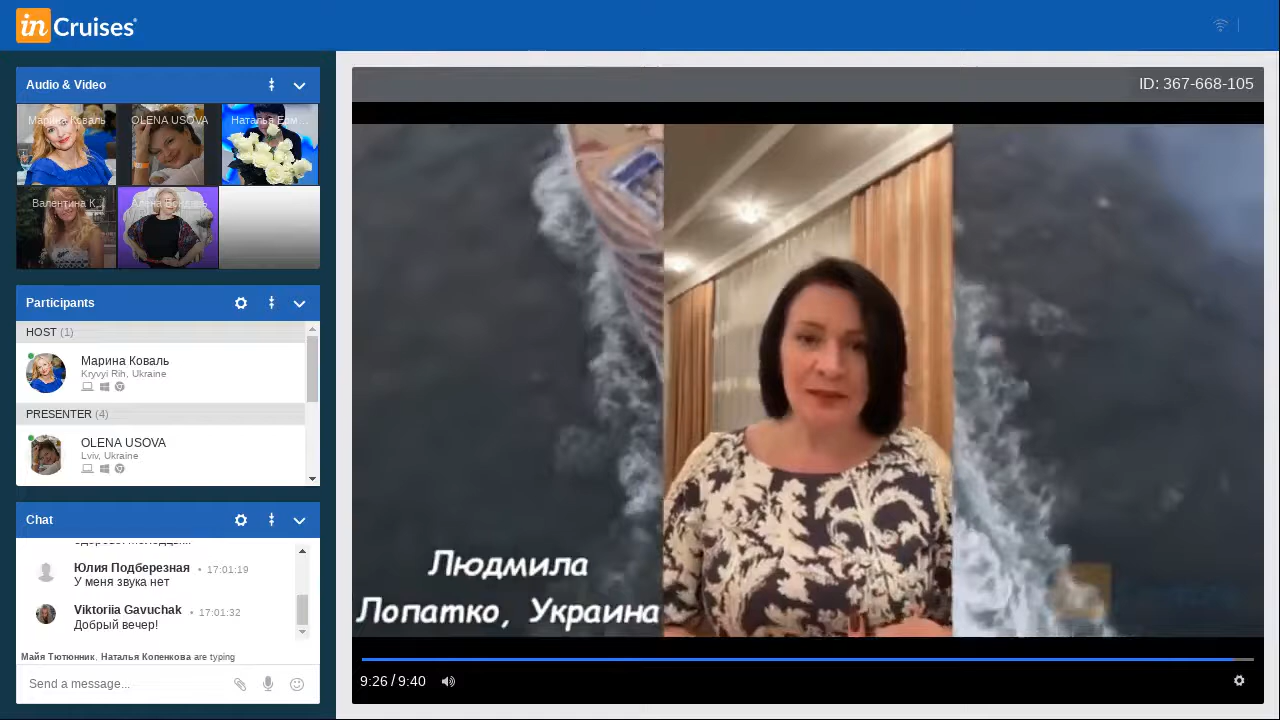 in Cruises®
ID: 367-668-105
Audio & Video
Марина Коваль
OLENA USOVA
Валентина К...
Participants
HOST (1)
Марина Коваль
Kryvyi Rih, Ukraine
PRESENTER (4)
OLENA USOVA
Lviv, Ukraine
Chat
Юлия Подберезная • 17:01:19
У меня звука нет
Viktoriia Gavuchak • 17:01:32
Добрый вечер!
Майя Тютюнник, Наталья Копенкова are typing
Send a message...
Людмила
Лопатко, Украина
9:26 / 9:40